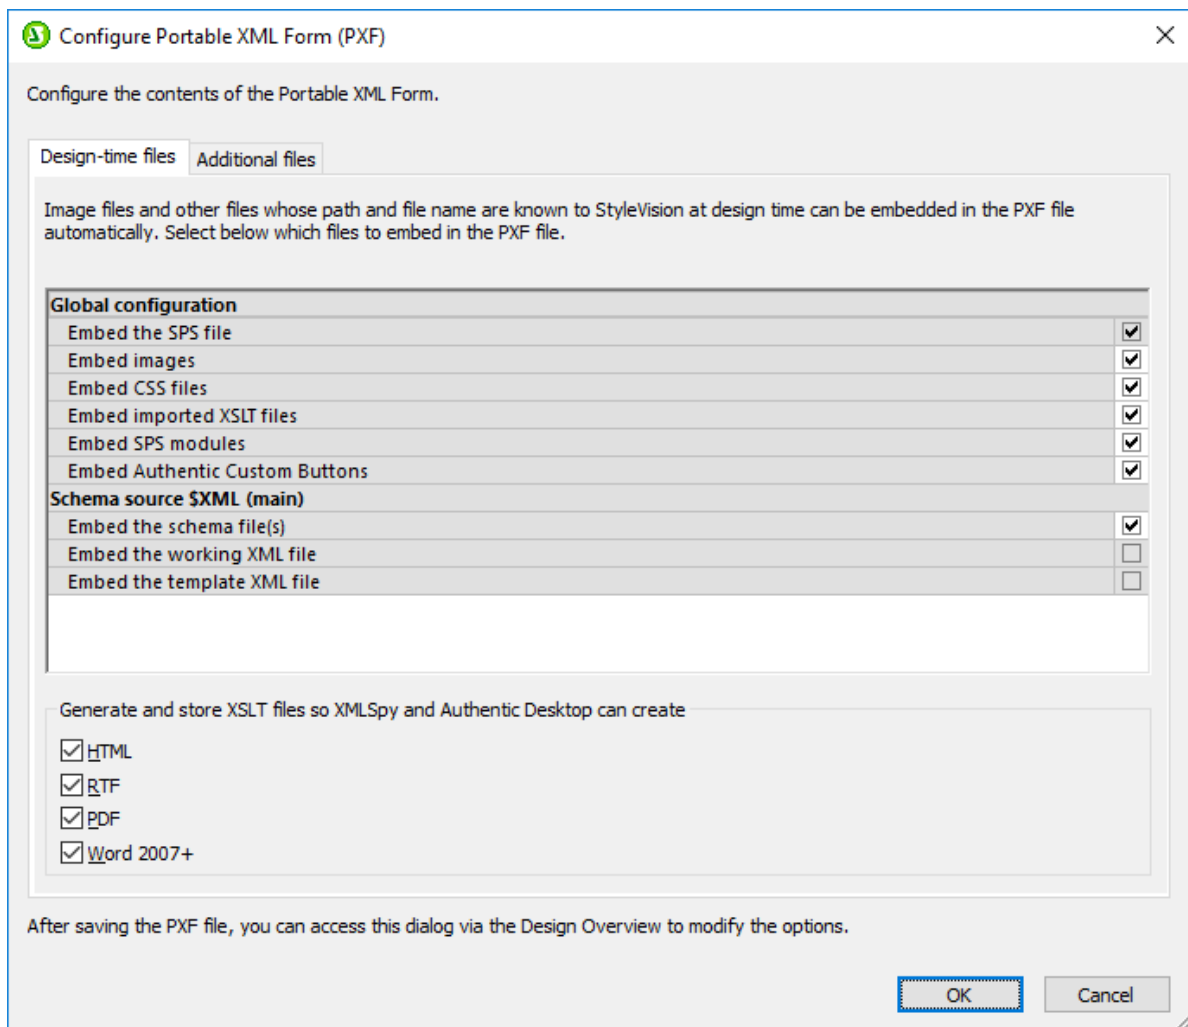 Configure Portable XML Form (PXF)
Configure the contents of the Portable XML Form.
Design-time files
Additional files
Image files and other files whose path and file name are known to StyleVision at design time can be embedded in the PXF file
automatically. Select below which files to embed in the PXF file.
Global configuration
Embed the SPS file
Embed images
Embed CSS files
Embed imported XSLT files
Embed SPS modules
Embed Authentic Custom Buttons
Schema source $XML (main)
Embed the schema file(s)
Embed the working XML file
Embed the template XML file
Generate and store XSLT files so XMLSpy and Authentic Desktop can create
HTML
RTF
PDF
Word 2007+
After saving the PXF file, you can access this dialog via the Design Overview to modify the options.
OK
Cancel